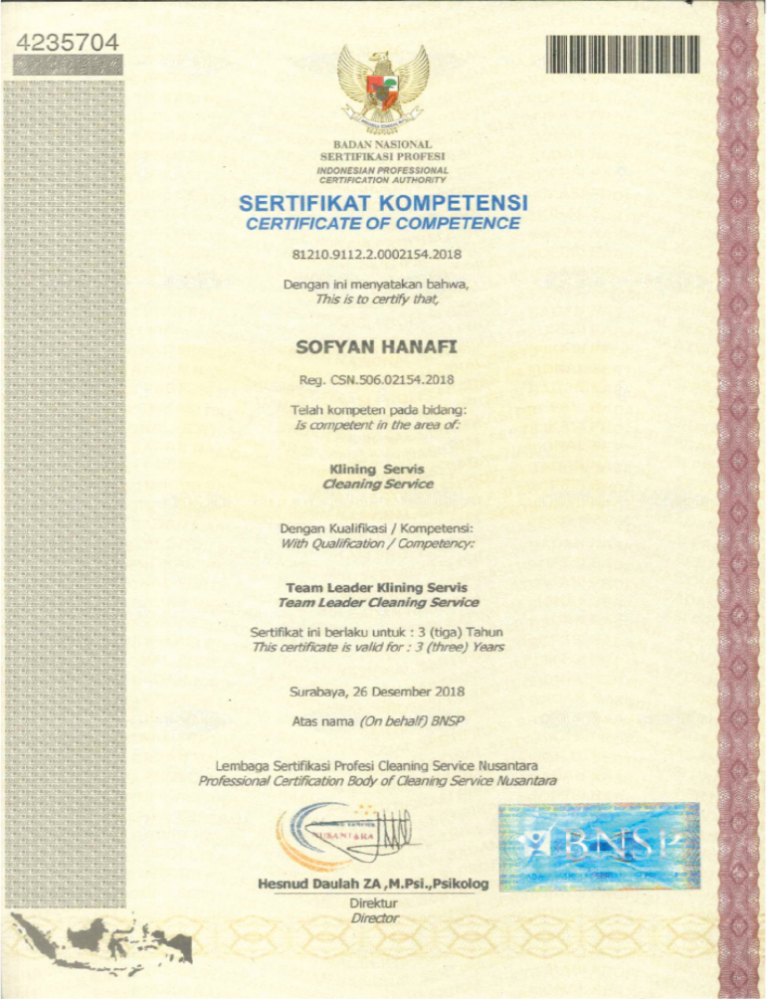 4235704
BADAN NASIONAL
SERTIFIKASI PROFESI
INDONESIAN PROFESSIONAL
CERTIFICATION AUTHORITY
SERTIFIKAT KOMPETENSI
CERTIFICATE OF COMPETENCE
81210.9112.2.0002154.2018
Dengan ini menyatakan bahwa,
This is to certify that,
SOFYAN HANAFI
Reg. CSN.506.02154.2018
Telah kompeten pada bidang:
Is competent in the area of:
Klining Servis
Cleaning Service
Dengan Kualifikasi / Kompetensi:
With Qualification / Competency:
Team Leader Klining Servis
Team Leader Cleaning Service
Sertifikat ini berlaku untuk : 3 (tiga) Tahun
This certificate is valid for : 3 (three) Years
Surabaya, 26 Desember 2018
Atas nama (On behalf) BNSP
Lembaga Sertifikasi Profesi Cleaning Service Nusantara
Professional Certification Body of Cleaning Service Nusantara
NUSANTARA
BNSP
Hesnud Daulah ZA ,M.Psi.,Psikolog
Direktur
Director